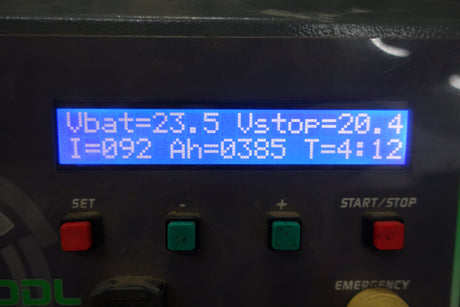 Vbat=23.5 Vstop=20.4
I=092 Ah=0385 T=4:12
SET - + START/STOP
EMERGENCY